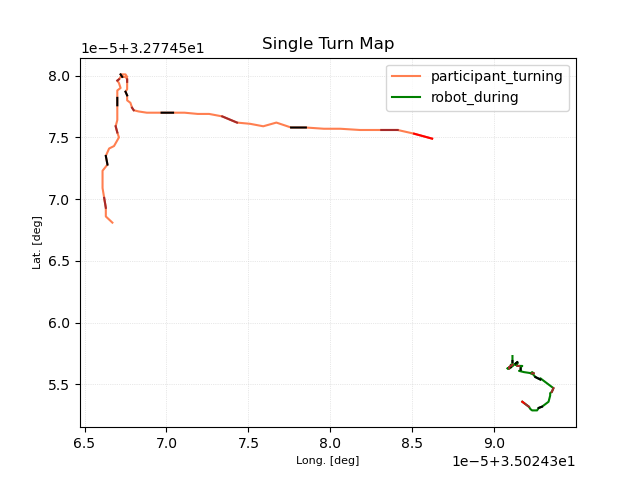 Single Turn Map
1e−5+3.27745e1
participant_turning
robot_during
8.0
7.5
7.0
6.5
6.0
5.5
Lat. [deg]
6.5 7.0 7.5 8.0 8.5 9.0
Long. [deg]
1e−5+3.50243e1